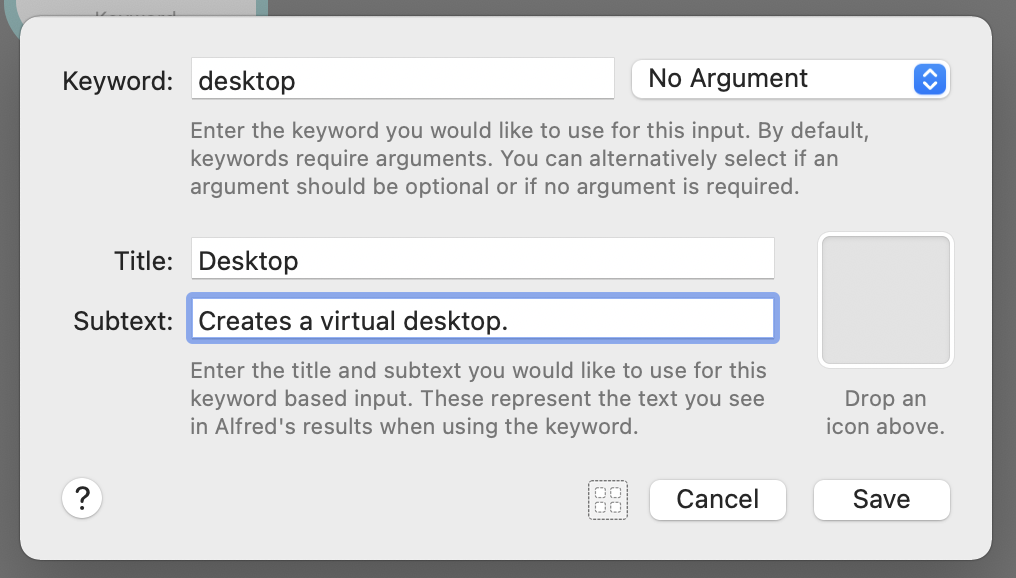 Keyword
Keyword: desktop No Argument
Enter the keyword you would like to use for this input. By default,
keywords require arguments. You can alternatively select if an
argument should be optional or if no argument is required.
Title: Desktop
Subtext: Creates a virtual desktop.
Enter the title and subtext you would like to use for this
keyword based input. These represent the text you see
in Alfred's results when using the keyword.
Drop an
icon above.
? Cancel Save